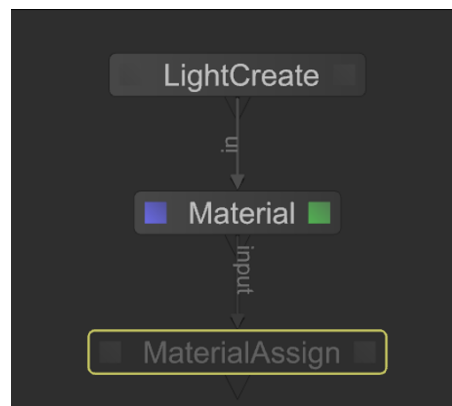 LightCreate
in
Material
input
MaterialAssign